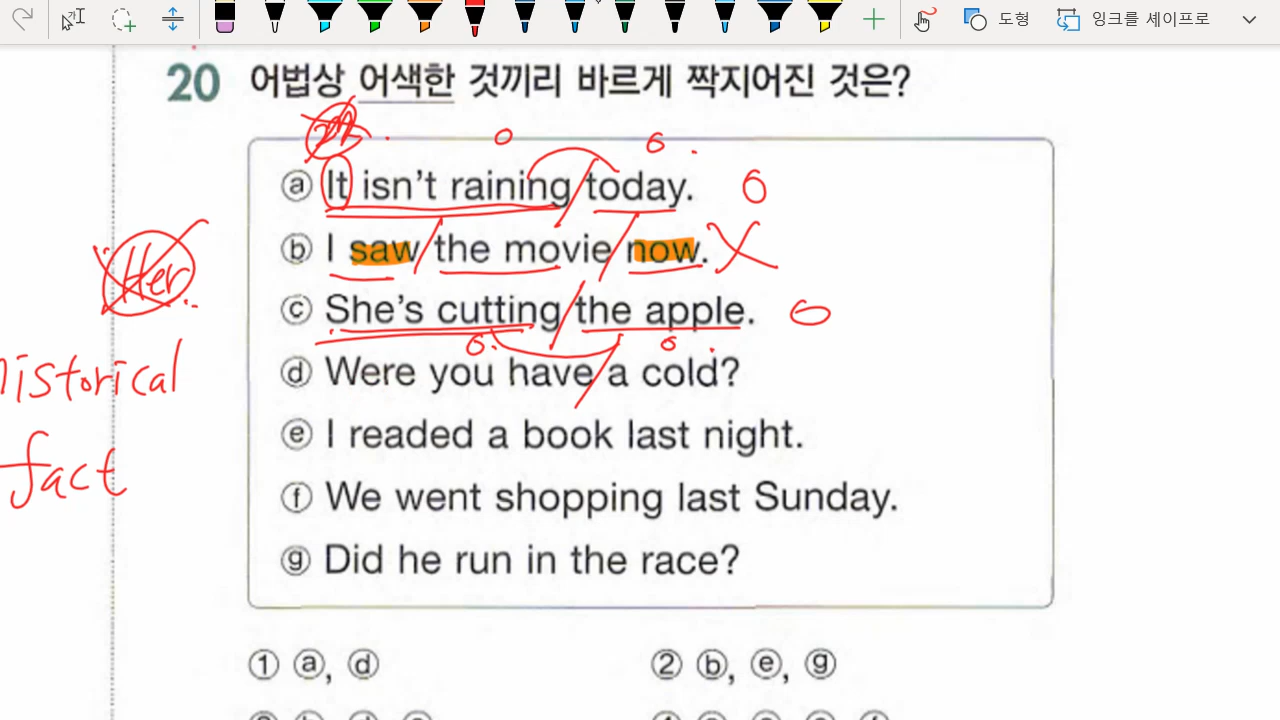 도형
잉크를 셰이프로
20 어법상 어색한 것끼리 바르게 짝지어진 것은?
ⓐ It isn't raining today.
ⓑ I saw the movie now.
Her
ⓒ She's cutting the apple.
historical
ⓓ Were you have a cold?
ⓔ I readed a book last night.
fact
ⓕ We went shopping last Sunday.
ⓖ Did he run in the race?
① ⓐ, ⓓ
② ⓑ, ⓔ, ⓖ